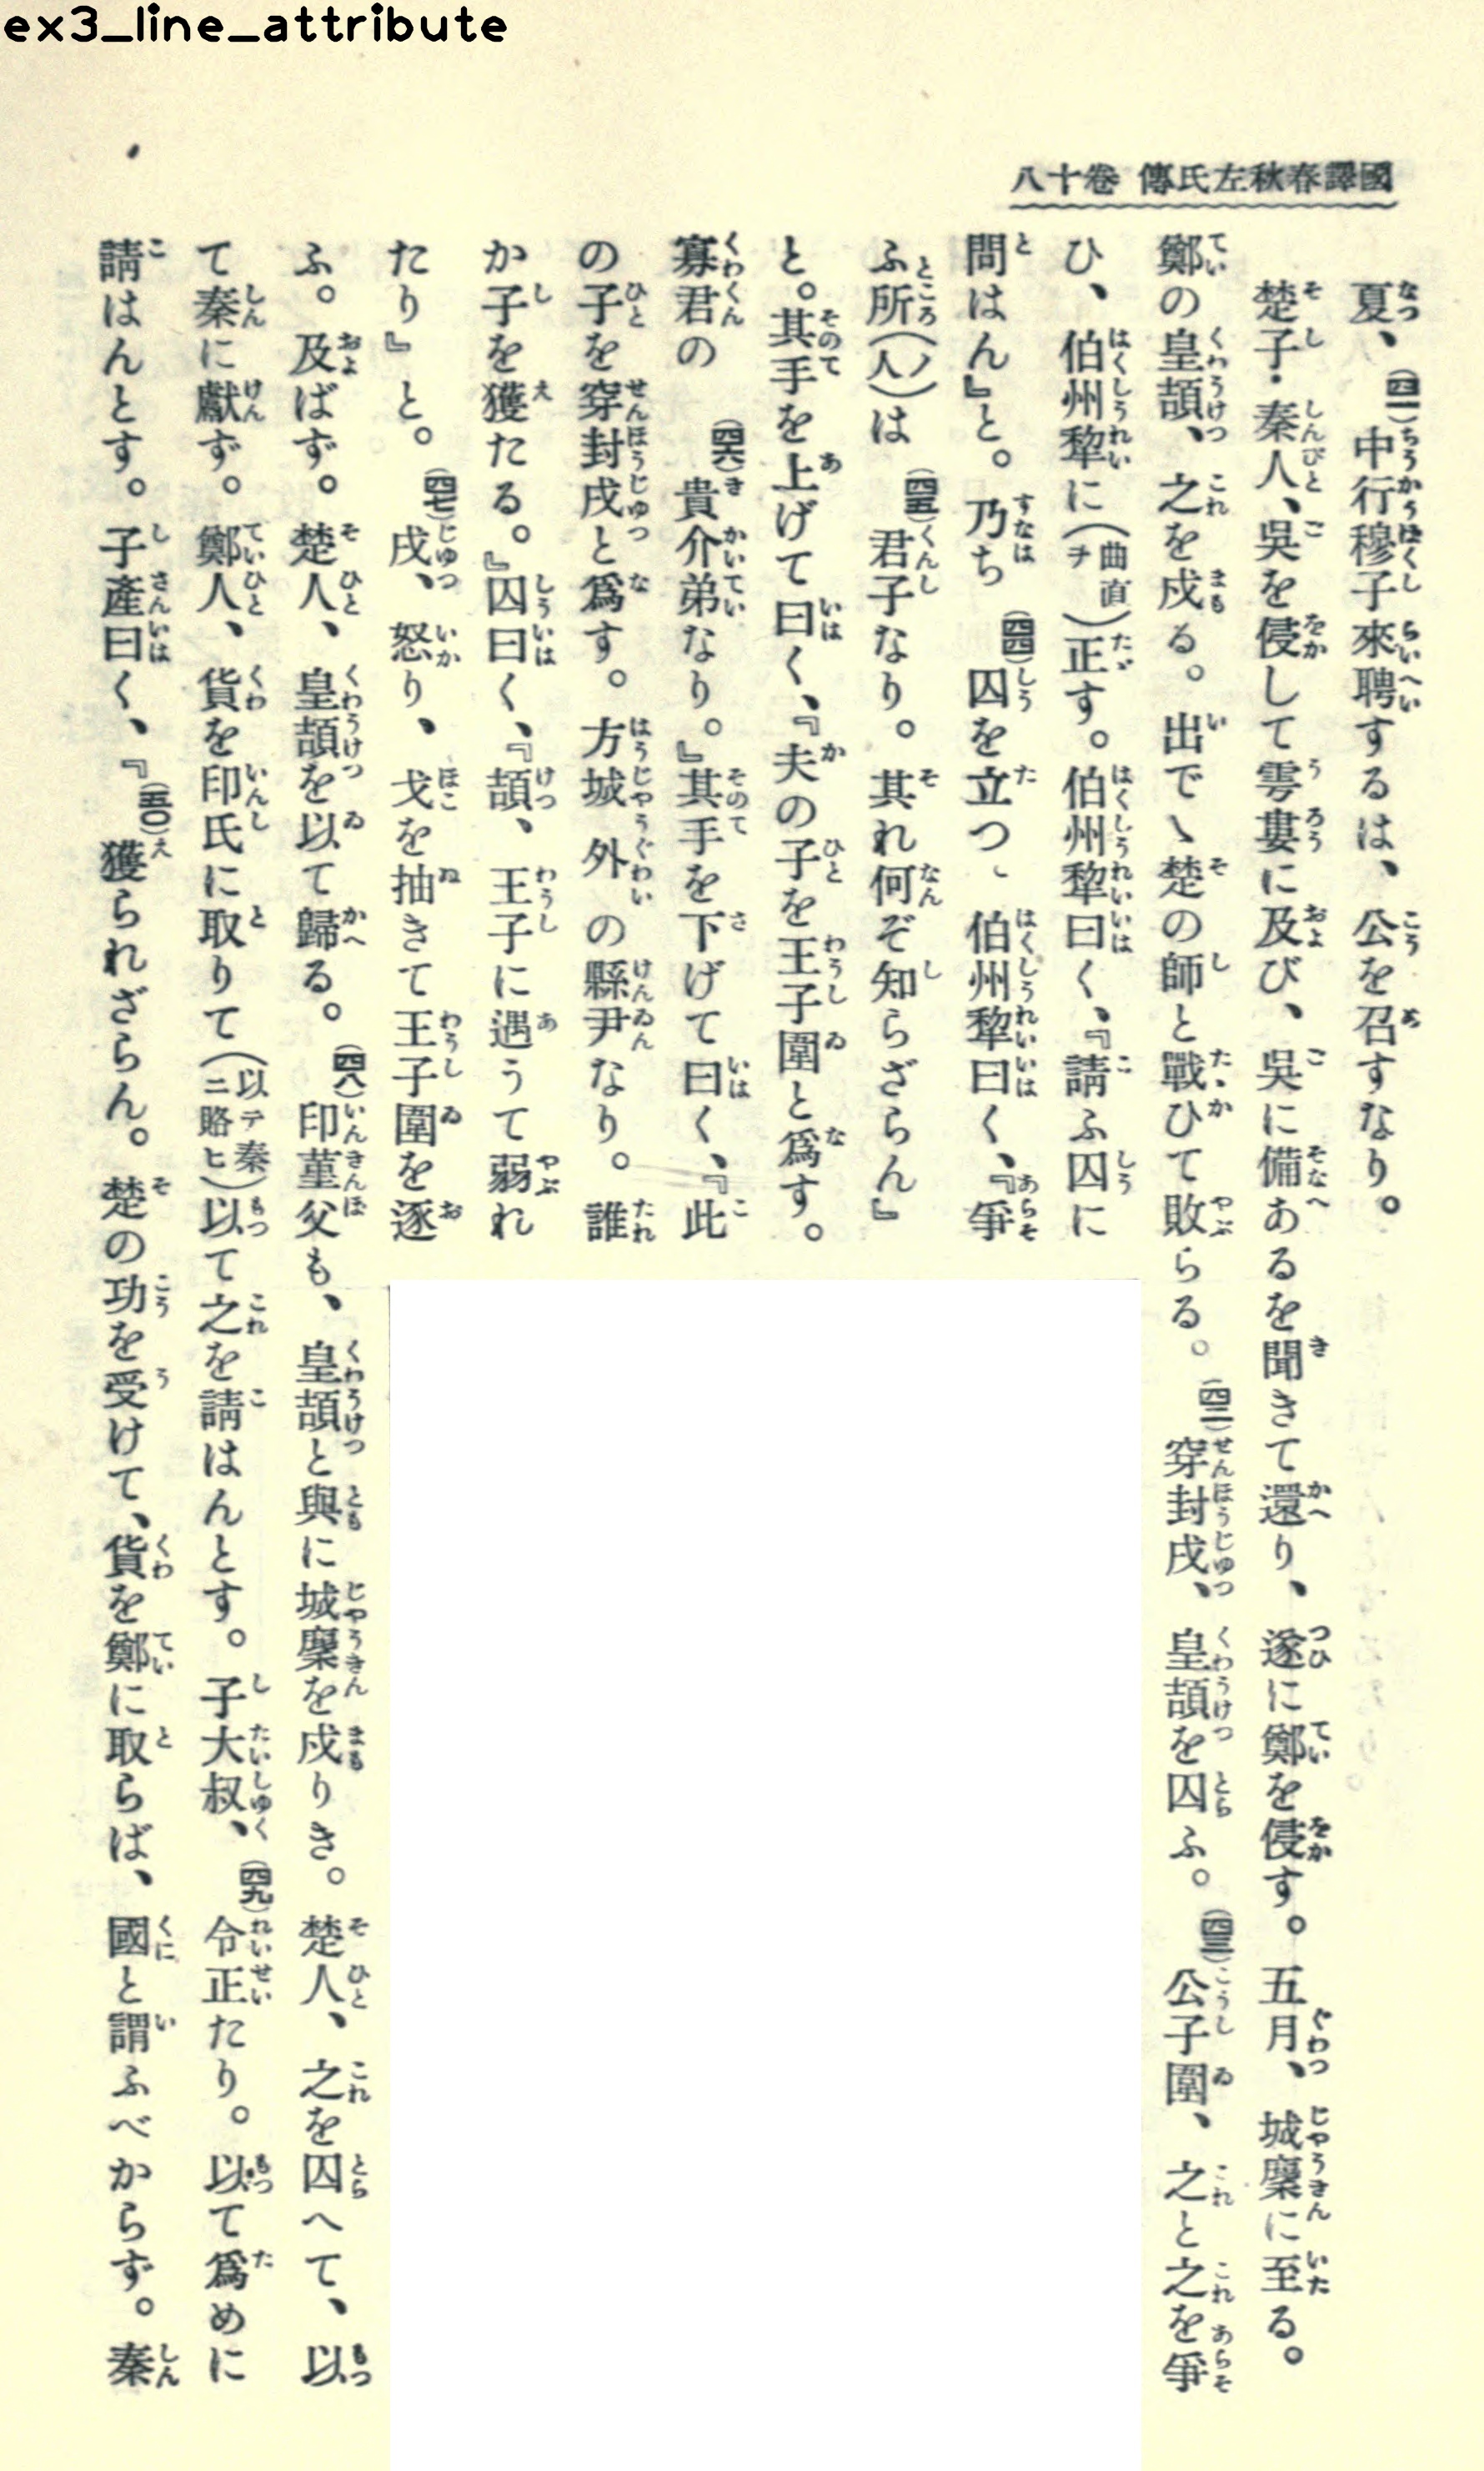 ex3_line_attribute
國譯春秋左氏傳 卷十八
夏、(四一)中行穆子來聘するは、公を召すなり。
楚子・秦人、吳を侵して雩婁に及び、吳に備あるを聞きて還り、遂に鄭を侵す。五月、城麇に至る。
鄭の皇頡、之を戍る。出でゝ楚の師と戰ひて敗らる。(四二)穿封戌、皇頡を囚ふ。(四三)公子圍、之と之を爭
ひ、伯州犂に(曲直ヲ)正す。伯州犂曰く、『請ふ囚に
問はん』と。乃ち(四四)囚を立つ、伯州犂曰く、『爭
ふ所(ノ人)は(四五)君子なり。其れ何ぞ知らざらん』
と。其手を上げて曰く、『夫の子を王子圍と爲す。
寡君の(四六)貴介弟なり。』其手を下げて曰く、『此
の子を穿封戌と爲す。方城外の縣尹なり。誰
か子を獲たる。』囚曰く、『頡、王子に遇うて弱れ
たり』と。(四七)戌、怒り、戈を抽きて王子圍を逐
ふ。及ばず。楚人、皇頡を以て歸る。(四八)印菫父も、皇頡と與に城麇を戍りき。楚人、之を囚へて、以
て秦に獻ず。鄭人、貨を印氏に取りて(以テ秦ニ賂ヒ)以て之を請はんとす。子大叔、(四九)令正たり。以て爲めに
請はんとす。子產曰く、『(五〇)獲られざらん。楚の功を受けて、貨を鄭に取らば、國と謂ふべからず。秦